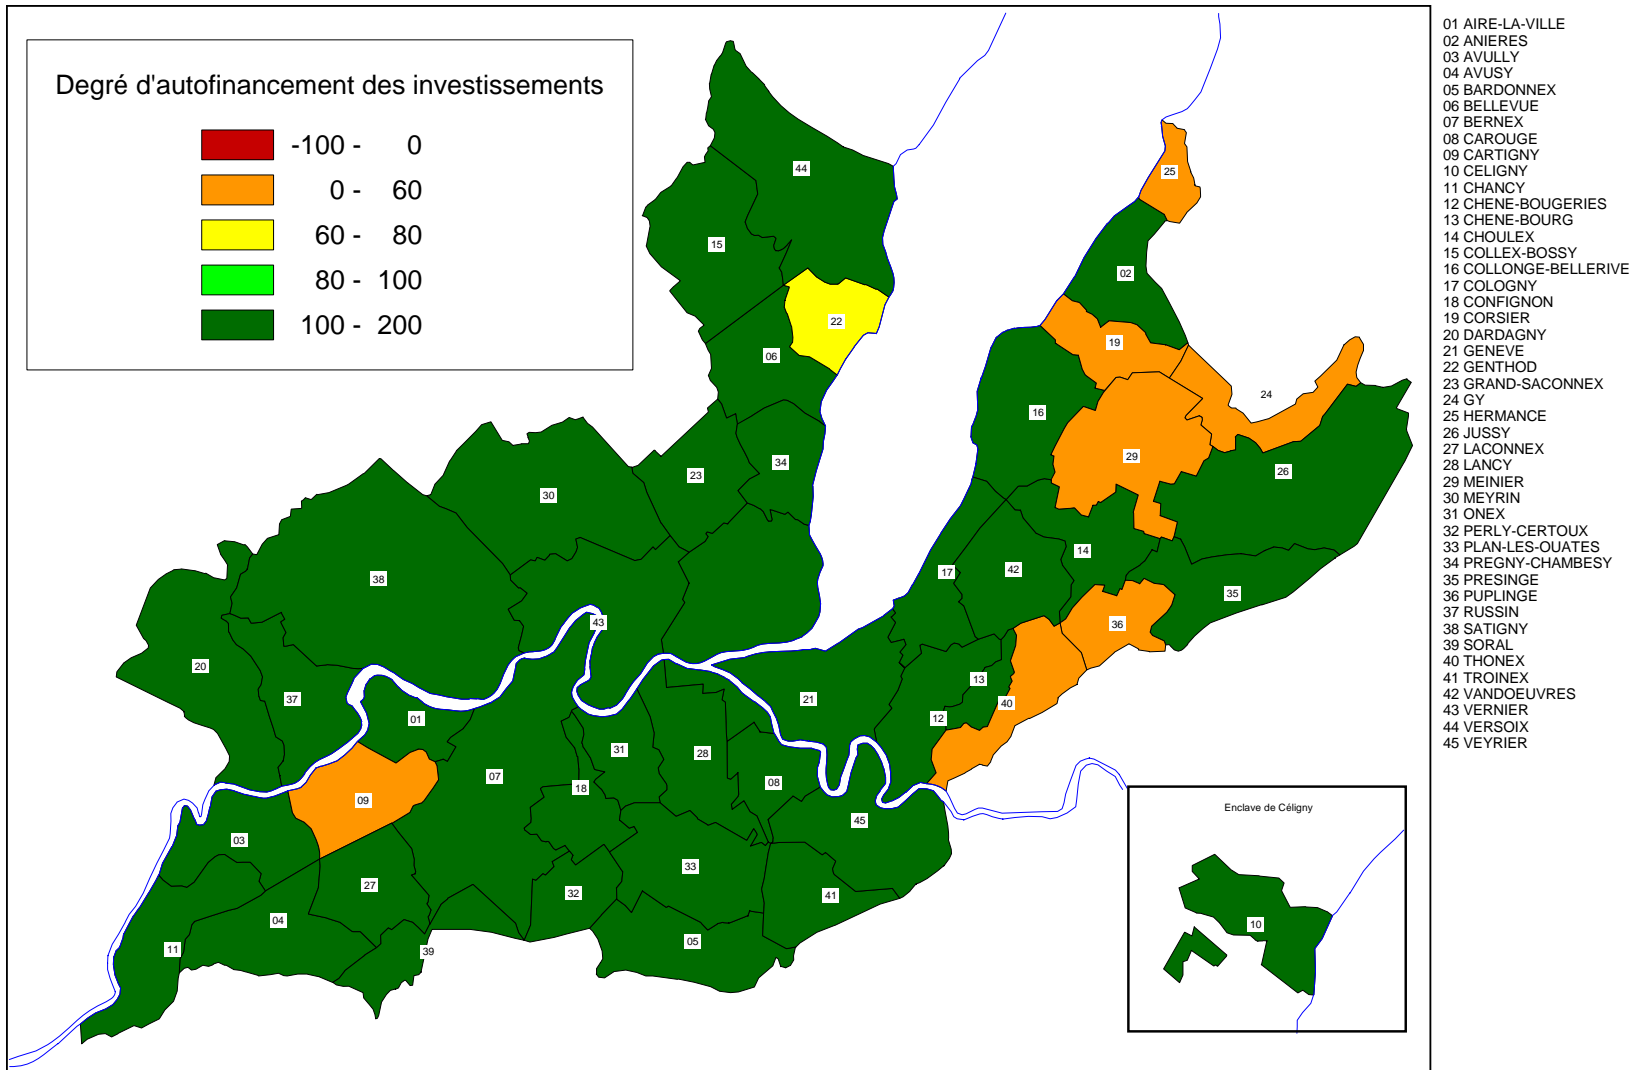 Degré d'autofinancement des investissements
-100 - 0
0 - 60
60 - 80
80 - 100
100 - 200
01 AIRE-LA-VILLE
02 ANIERES
03 AVULLY
04 AVUSY
05 BARDONNEX
06 BELLEVUE
07 BERNEX
08 CAROUGE
09 CARTIGNY
10 CELIGNY
11 CHANCY
12 CHENE-BOUGERIES
13 CHENE-BOURG
14 CHOULEX
15 COLLEX-BOSSY
16 COLLONGE-BELLERIVE
17 COLOGNY
18 CONFIGNON
19 CORSIER
20 DARDAGNY
21 GENEVE
22 GENTHOD
23 GRAND-SACONNEX
24 GY
25 HERMANCE
26 JUSSY
27 LACONNEX
28 LANCY
29 MEINIER
30 MEYRIN
31 ONEX
32 PERLY-CERTOUX
33 PLAN-LES-OUATES
34 PREGNY-CHAMBESY
35 PRESINGE
36 PUPLINGE
37 RUSSIN
38 SATIGNY
39 SORAL
40 THONEX
41 TROINEX
42 VANDOEUVRES
43 VERNIER
44 VERSOIX
45 VEYRIER
44
25
15
02
22
19
06
24
16
29
34
26
23
30
14
42
17
38
35
43
36
20
13
37
21
40
01
12
31
28
07
08
18
09
45
03
33
27
32
41
04
05
11
39
Enclave de Céligny
10